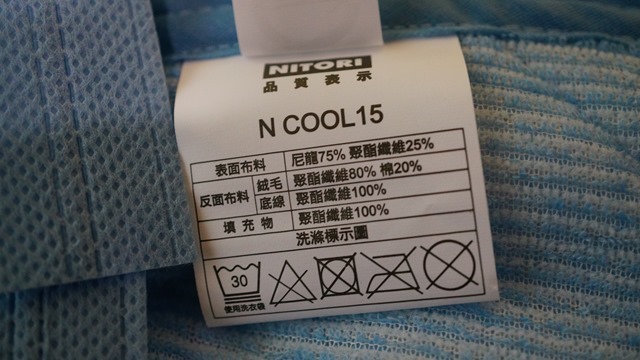 NITORI
品質表示
N COOL15
表面布料 尼龍75% 聚酯纖維25%
反面布料 絨毛 聚酯纖維80% 棉20%
底線 聚酯纖維100%
填充物 聚酯纖維100%
洗滌標示圖
30
使用洗衣袋